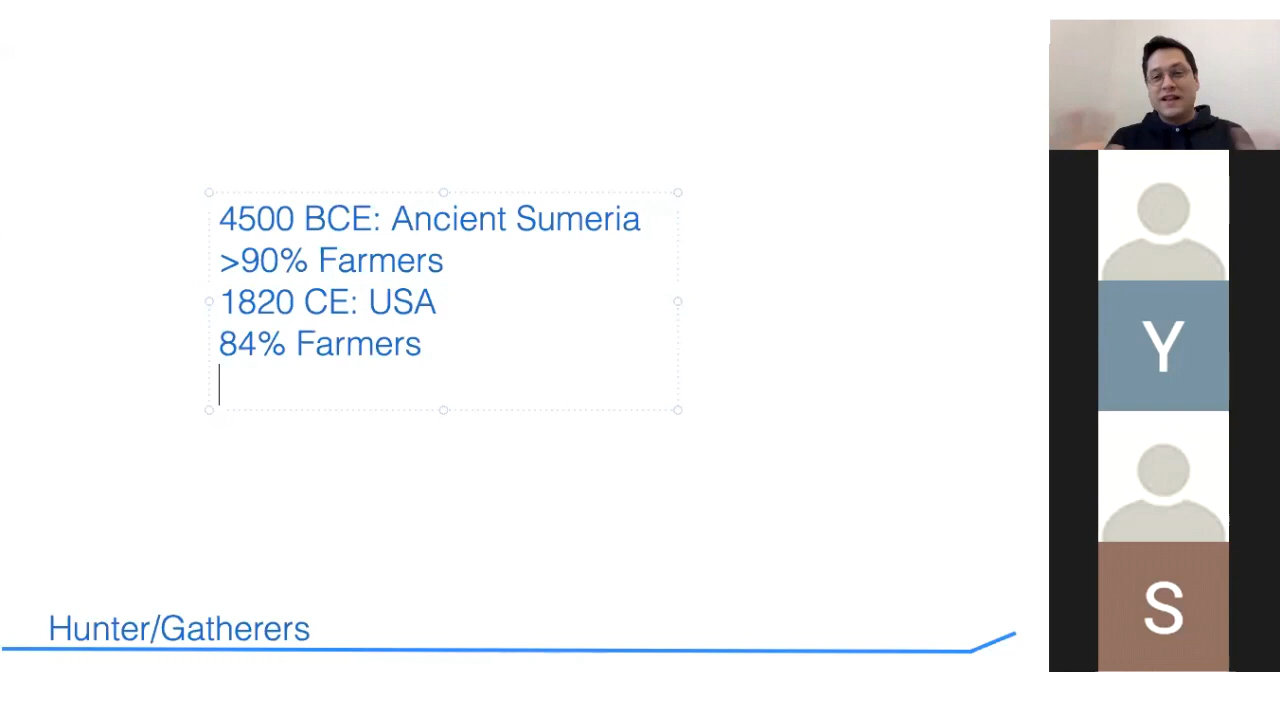 4500 BCE: Ancient Sumeria
>90% Farmers
1820 CE: USA
84% Farmers
Hunter/Gatherers
Y
S